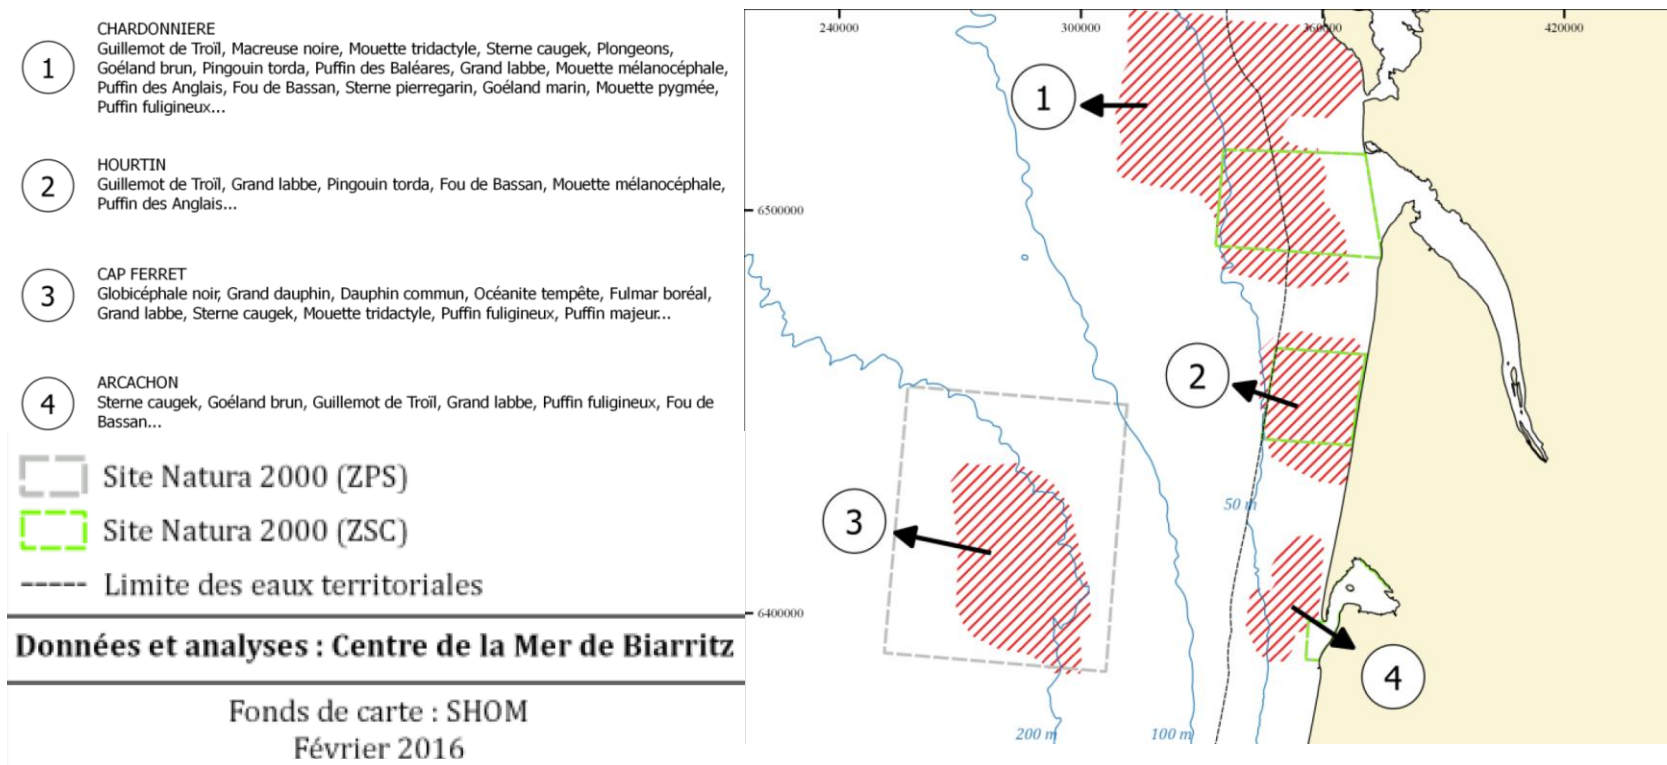 1
CHARDONNIERE
Guillemot de Troïl, Macreuse noire, Mouette tridactyle, Sterne caugek, Plongeons,
Goéland brun, Pingouin torda, Puffin des Baléares, Grand labbe, Mouette mélanocéphale,
Puffin des Anglais, Fou de Bassan, Sterne pierregarin, Goéland marin, Mouette pygmée,
Puffin fuligineux...
2
HOURTIN
Guillemot de Troïl, Grand labbe, Pingouin torda, Fou de Bassan, Mouette mélanocéphale,
Puffin des Anglais...
3
CAP FERRET
Globicéphale noir, Grand dauphin, Dauphin commun, Océanite tempête, Fulmar boréal,
Grand labbe, Sterne caugek, Mouette tridactyle, Puffin fuligineux, Puffin majeur...
4
ARCACHON
Sterne caugek, Goéland brun, Guillemot de Troïl, Grand labbe, Puffin fuligineux, Fou de
Bassan...
Site Natura 2000 (ZPS)
Site Natura 2000 (ZSC)
Limite des eaux territoriales
Données et analyses : Centre de la Mer de Biarritz
Fonds de carte : SHOM
Février 2016
240000
300000
360000
420000
1
6500000
2
50 m
3
6400000
4
200 m
100 m